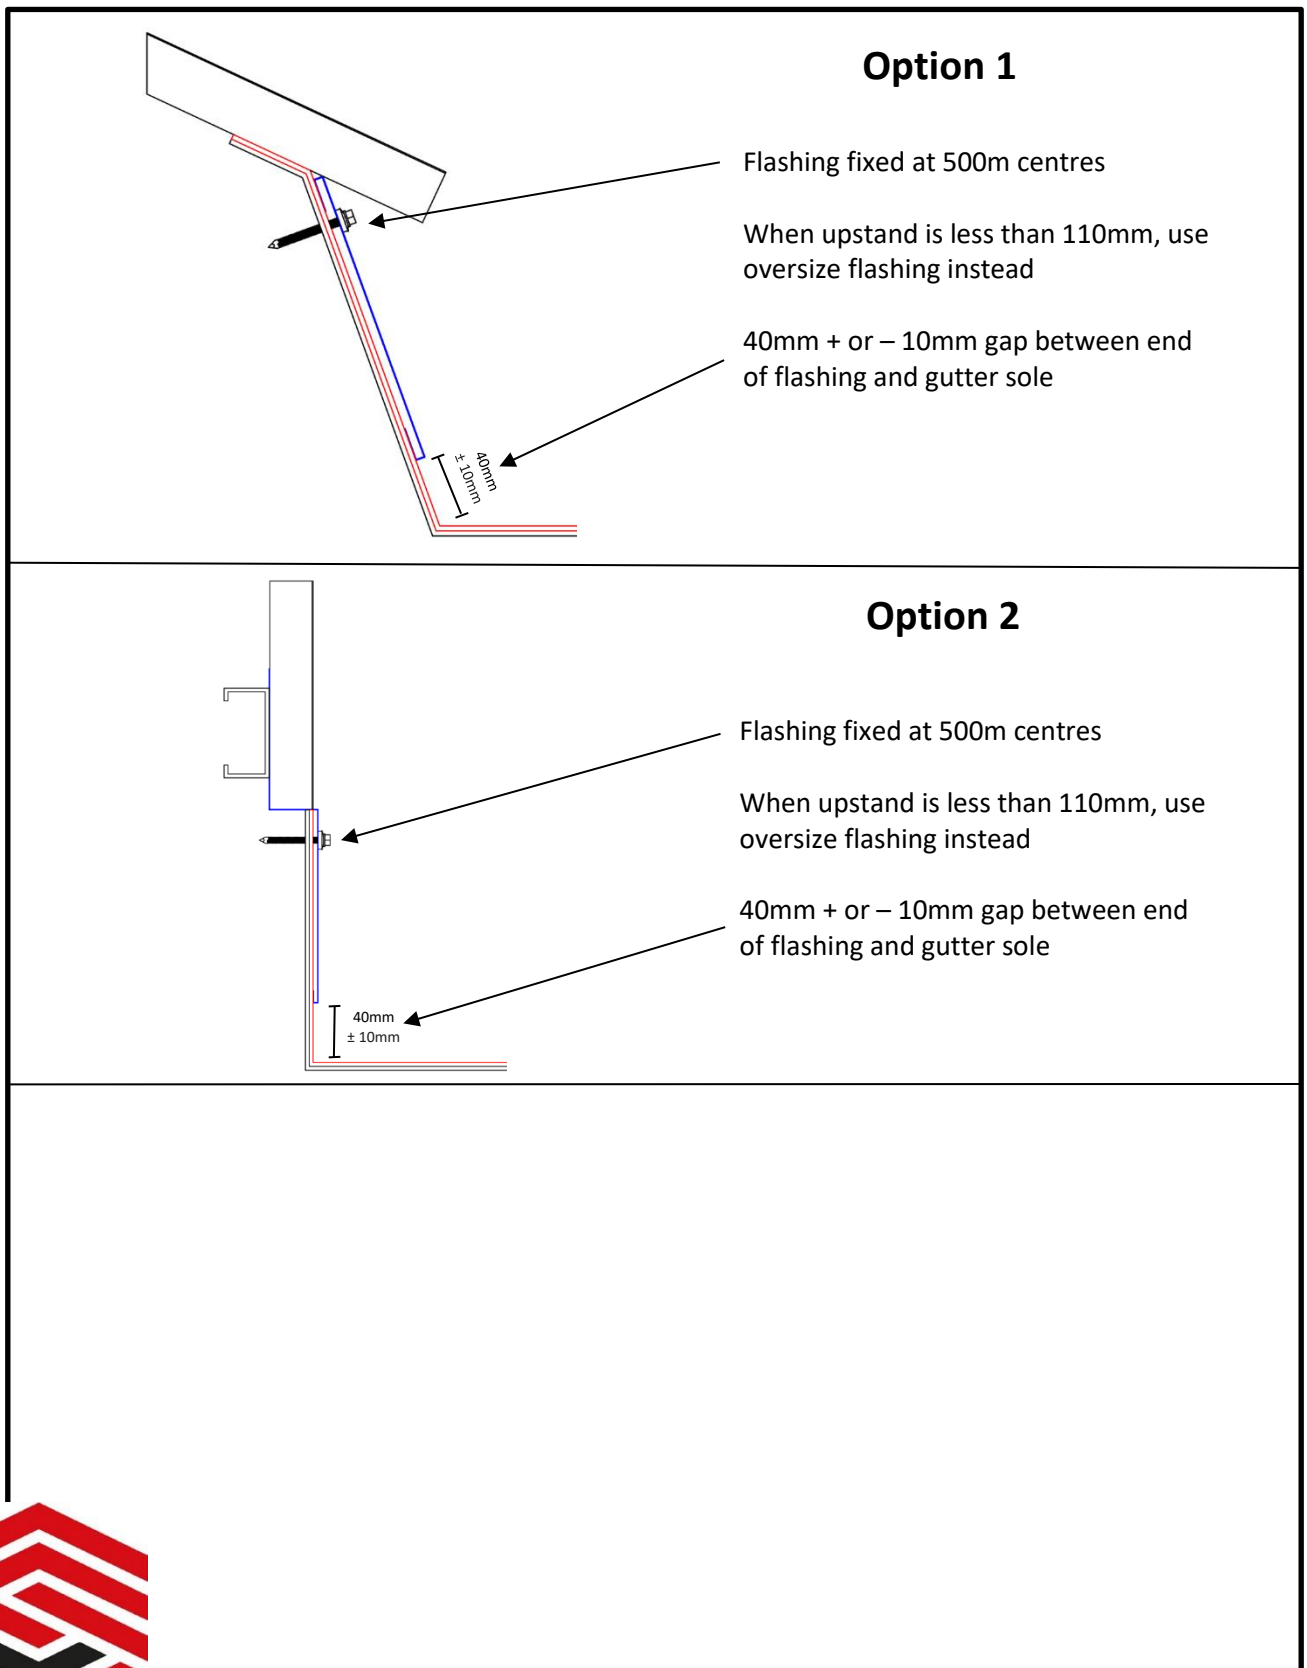 Option 1
Flashing fixed at 500m centres
When upstand is less than 110mm, use
oversize flashing instead
40mm + or – 10mm gap between end
of flashing and gutter sole
40mm
± 10mm
Option 2
Flashing fixed at 500m centres
When upstand is less than 110mm, use
oversize flashing instead
40mm + or – 10mm gap between end
of flashing and gutter sole
40mm
± 10mm